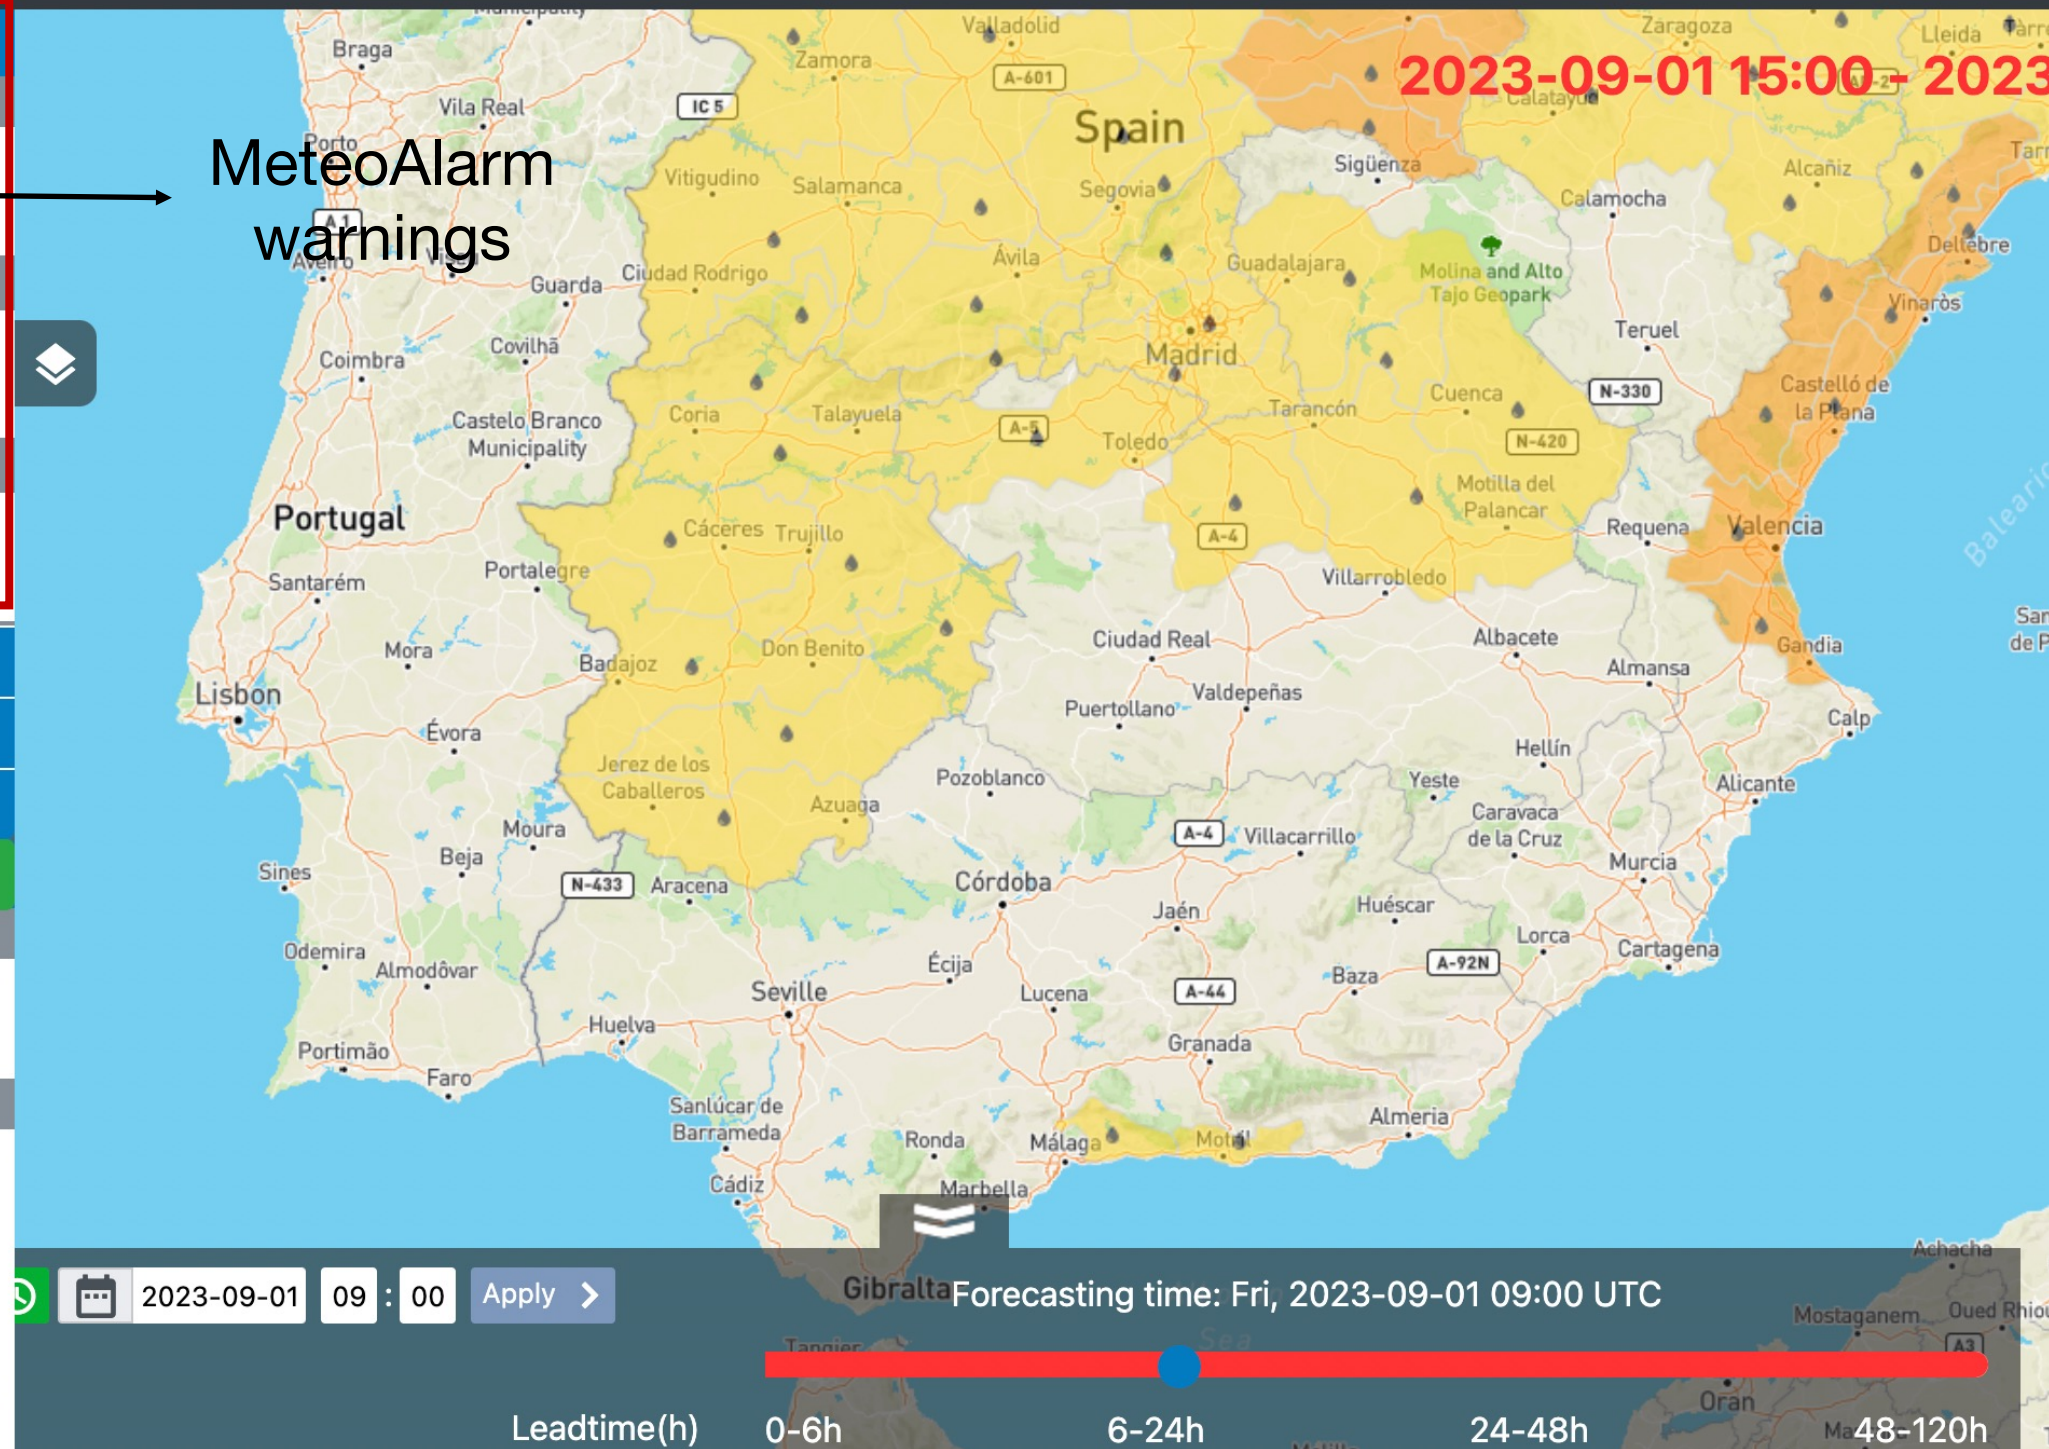 Braga
Vila Real
IC 5
Porto
MeteoAlarm
warnings
A 1
Aveiro
Guarda
Coimbra
Covilhã
Castelo Branco
Municipality
Portugal
Santarém
Portalegre
Mora
Lisbon
Évora
Moura
Beja
Sines
Odemira
Almodôvar
Portimão
Faro
Valladolid
Zamora
A-601
Spain
Vitigudino
Salamanca
Segovia
Ávila
Ciudad Rodrigo
Guadalajara
Madrid
Coria
Talayuela
A-5
Toledo
Tarancón
Cuenca
N-420
Motilla del
Palancar
Cáceres
Trujillo
A-4
Villarrobledo
Badajoz
Don Benito
Ciudad Real
Albacete
Almansa
Puertollano
Valdepeñas
Jerez de los
Caballeros
Azuaga
Pozoblanco
Hellín
Yeste
Alicante
Caravaca
de la Cruz
A-4
Villacarrillo
Murcia
N-433
Aracena
Córdoba
Jaén
Huéscar
Lorca
Cartagena
A-92N
Écija
Baza
Seville
Lucena
A-44
Huelva
Granada
Sanlúcar de
Barrameda
Ronda
Málaga
Motril
Almeria
Cádiz
Marbella
Zaragoza
Lleida
2023-09-01 15:00 - 2023
Calatayud
Sigüenza
Alcañiz
Calamocha
Deltebre
Molina and Alto
Tajo Geopark
Vinaròs
Teruel
N-330
Castelló de
la Plana
Requena
Valencia
Gandia
Calp
Achacha
Gibraltar
2023-09-01
09 : 00
Apply
Forecasting time: Fri, 2023-09-01 09:00 UTC
Mostaganem
Sea
Tangier
A3
Oran
Leadtime(h)
0-6h
6-24h
24-48h
48-120h